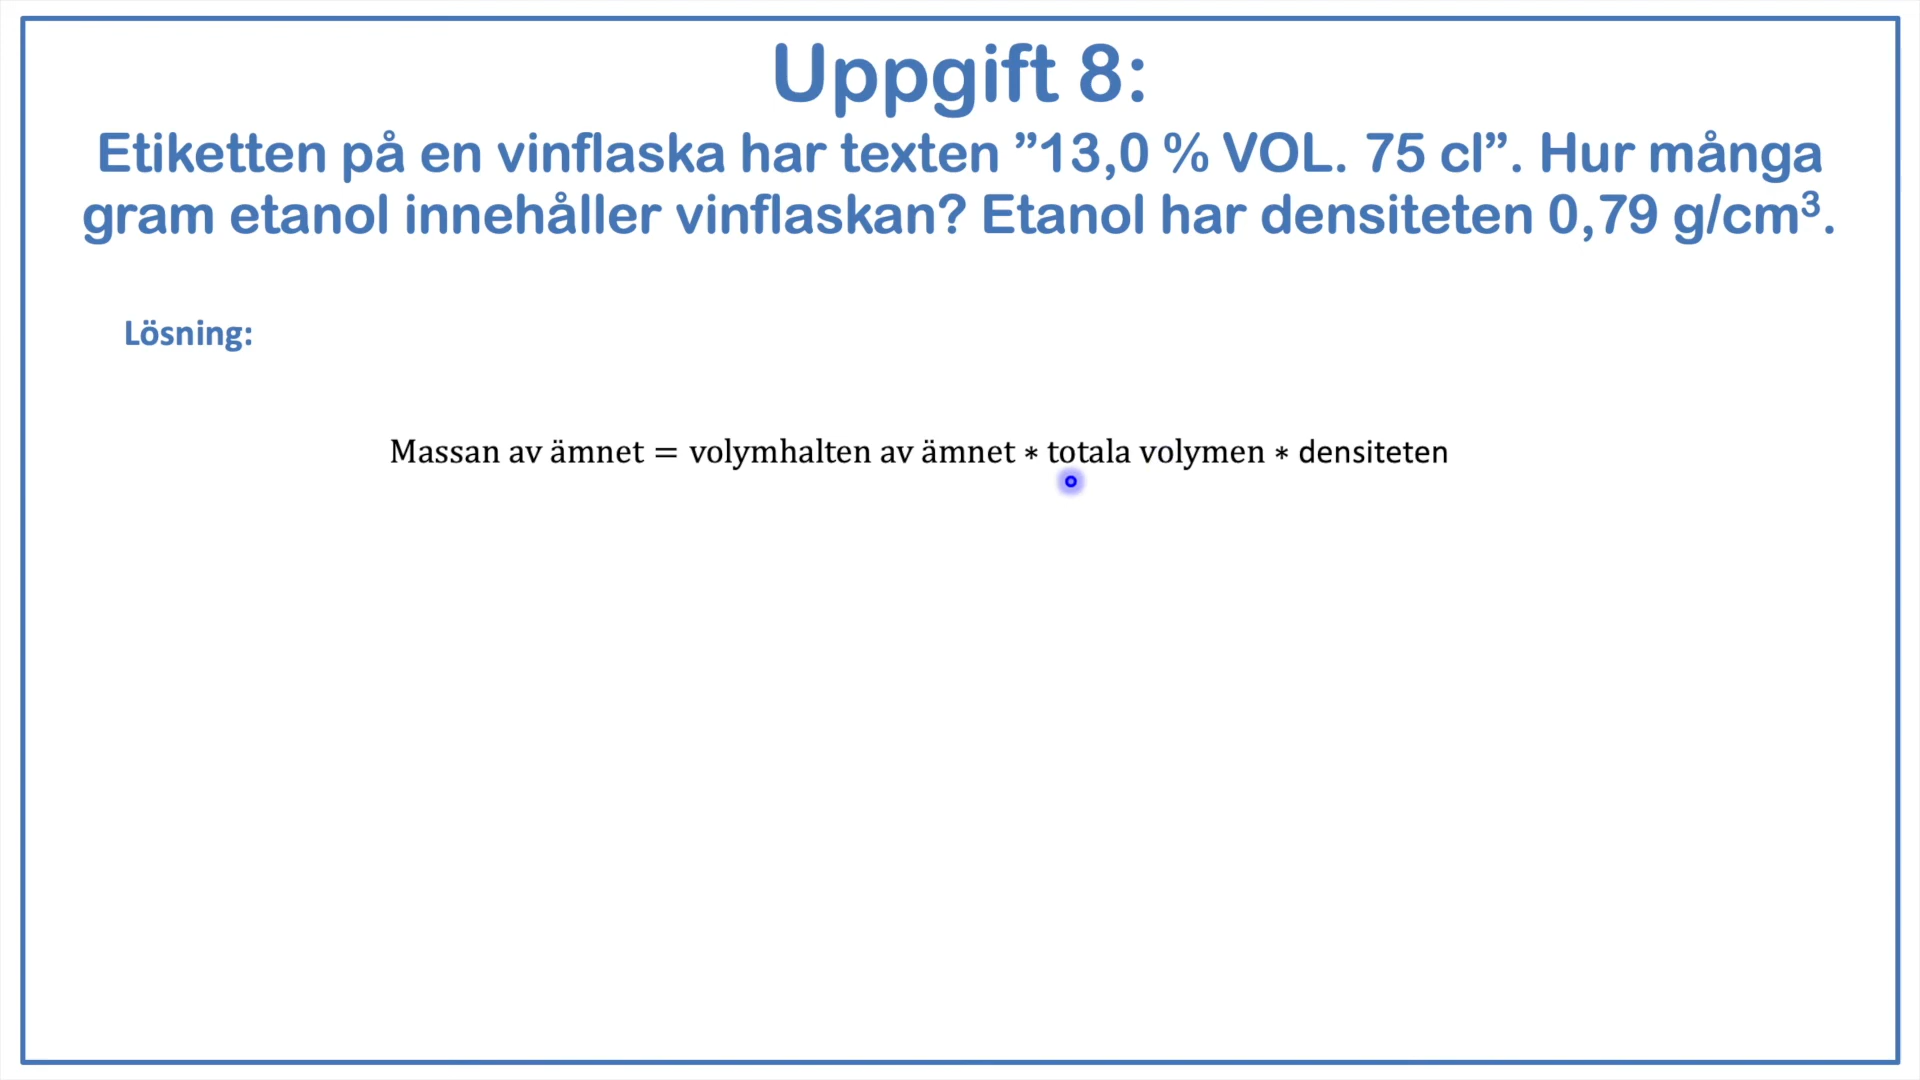 Uppgift 8:
Etiketten på en vinflaska har texten ”13,0 % VOL. 75 cl”. Hur många
gram etanol innehåller vinflaskan? Etanol har densiteten 0,79 g/cm³.
Lösning:
Massan av ämnet = volymhalten av ämnet ∗ totala volymen ∗ densiteten